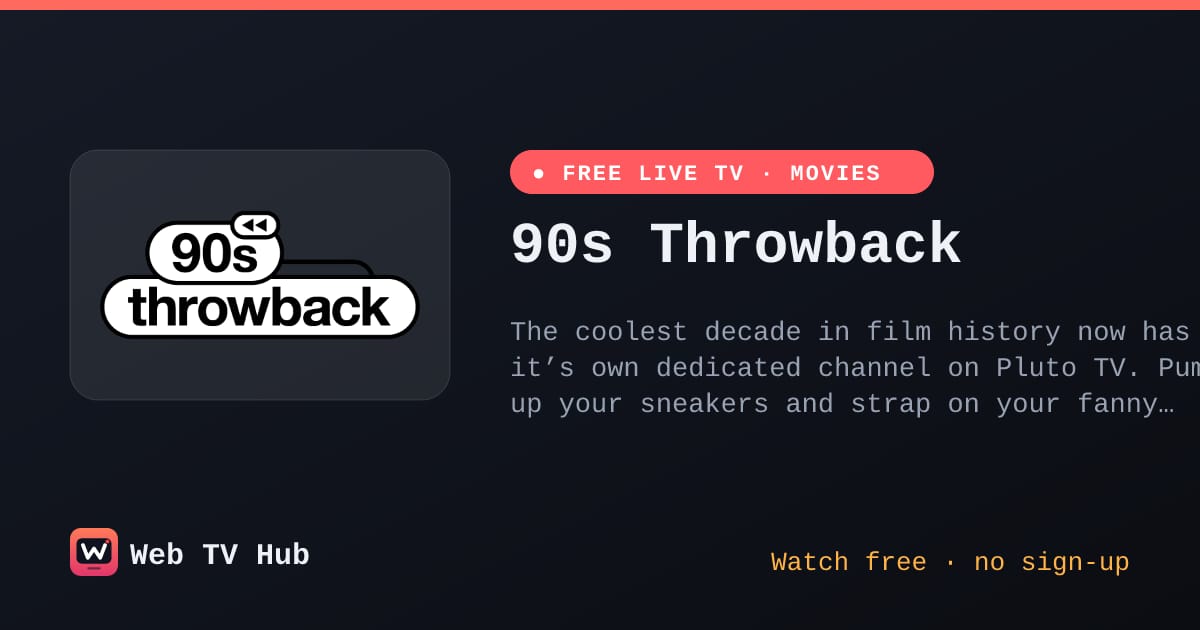 90s
throwback
● FREE LIVE TV · MOVIES
90s Throwback
The coolest decade in film history now has
it’s own dedicated channel on Pluto TV.
up your sneakers and strap on your fanny…
W
Web TV Hub
Watch free · no sign-up